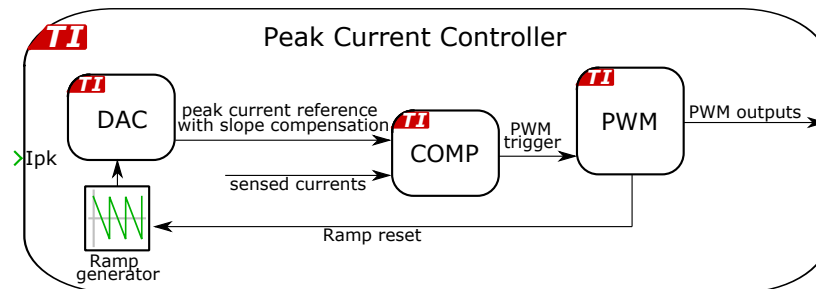 TI
Peak Current Controller
TI
DAC
peak current reference
with slope compensation
TI
COMP
PWM
trigger
TI
PWM
PWM outputs
Ipk
sensed currents
Ramp
generator
Ramp reset